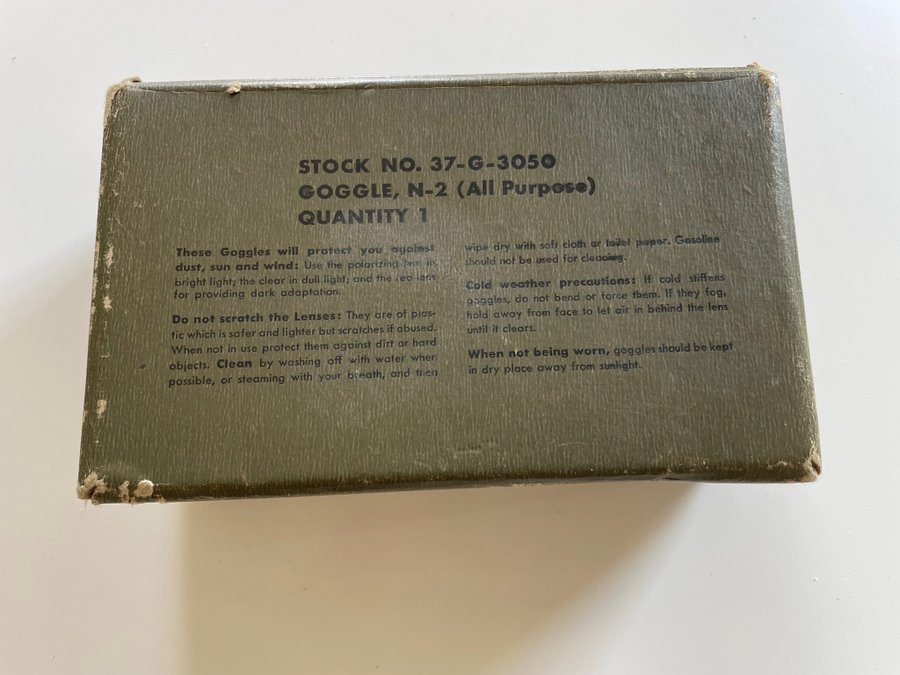 STOCK NO. 37-G-3050
GOGGLE, N-2 (All Purpose)
QUANTITY 1
These Goggles will protect you against
dust, sun and wind: Use the polarizing lens in
bright light; the clear in dull light; and the red lens
for providing dark adaptation.
Do not scratch the Lenses: They are of plas-
tic which is safer and lighter but scratches if abused.
When not in use protect them against dirt or hard
objects. Clean by washing off with water when
possible, or steaming with your breath, and then
wipe dry with soft cloth or toilet paper. Gasoline
should not be used for cleaning.
Cold weather precautions: If cold stiffens
goggles, do not bend or force them. If they fog,
hold away from face to let air in behind the lens
until it clears.
When not being worn, goggles should be kept
in dry place away from sunlight.